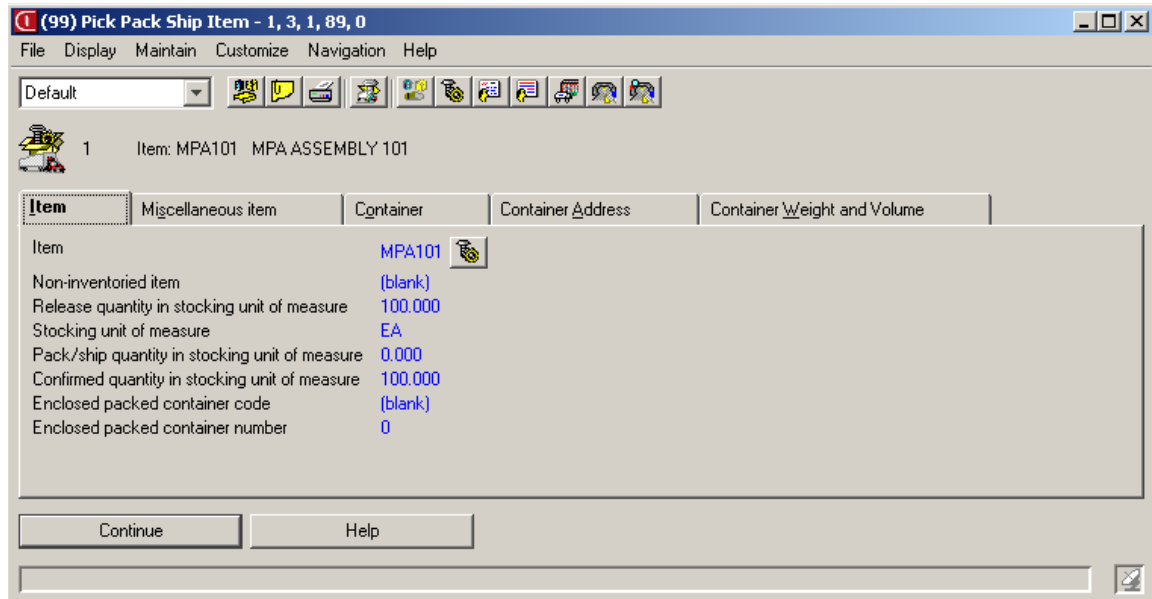 (99) Pick Pack Ship Item - 1, 3, 1, 89, 0
File Display Maintain Customize Navigation Help
Default
1 Item: MPA101 MPA ASSEMBLY 101
Item Miscellaneous item Container Container Address Container Weight and Volume
Item MPA101
Non-inventoried item (blank)
Release quantity in stocking unit of measure 100.000
Stocking unit of measure EA
Pack/ship quantity in stocking unit of measure 0.000
Confirmed quantity in stocking unit of measure 100.000
Enclosed packed container code (blank)
Enclosed packed container number 0
Continue Help